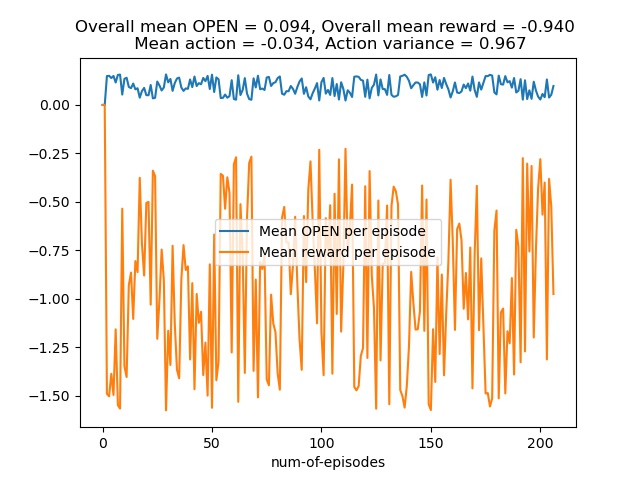 Overall mean OPEN = 0.094, Overall mean reward = -0.940
Mean action = -0.034, Action variance = 0.967
0.00
−0.25
−0.50
−0.75
−1.00
−1.25
−1.50
Mean OPEN per episode
Mean reward per episode
0 50 100 150 200
num-of-episodes